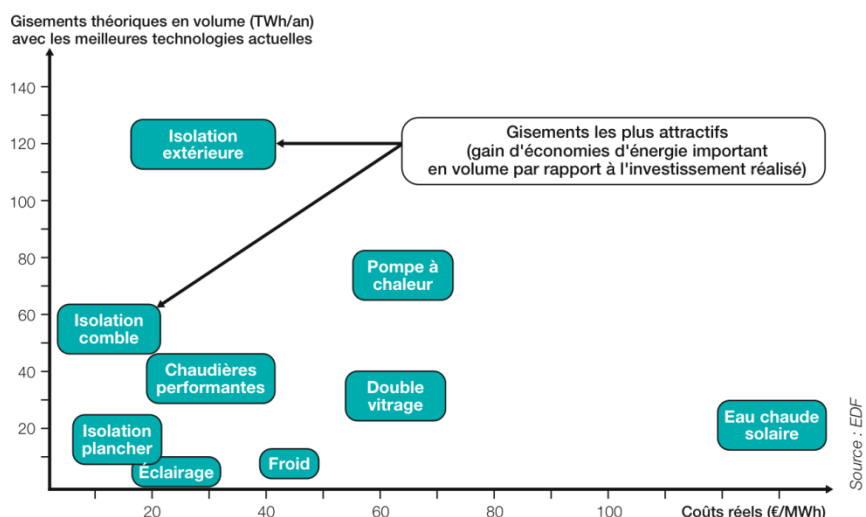 Gisements théoriques en volume (TWh/an)
avec les meilleures technologies actuelles
140
120
100
80
60
40
20
Isolation
extérieure
Gisements les plus attractifs
(gain d'économies d'énergie important
en volume par rapport à l'investissement réalisé)
Pompe à
chaleur
Isolation
comble
Chaudières
performantes
Double
vitrage
Isolation
plancher
Éclairage
Froid
Eau chaude
solaire
20
40
60
80
100
Coûts réels (€/MWh)
Source : EDF